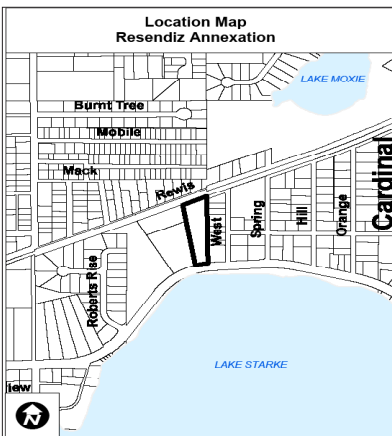 Location Map
Resendiz Annexation
LAKE MOXIE
Burnt Tree
Mobile
Mack
Rewis
Cardinal
Orange
Hill
Spring
West
Roberts Rise
LAKE STARKE
iew
N